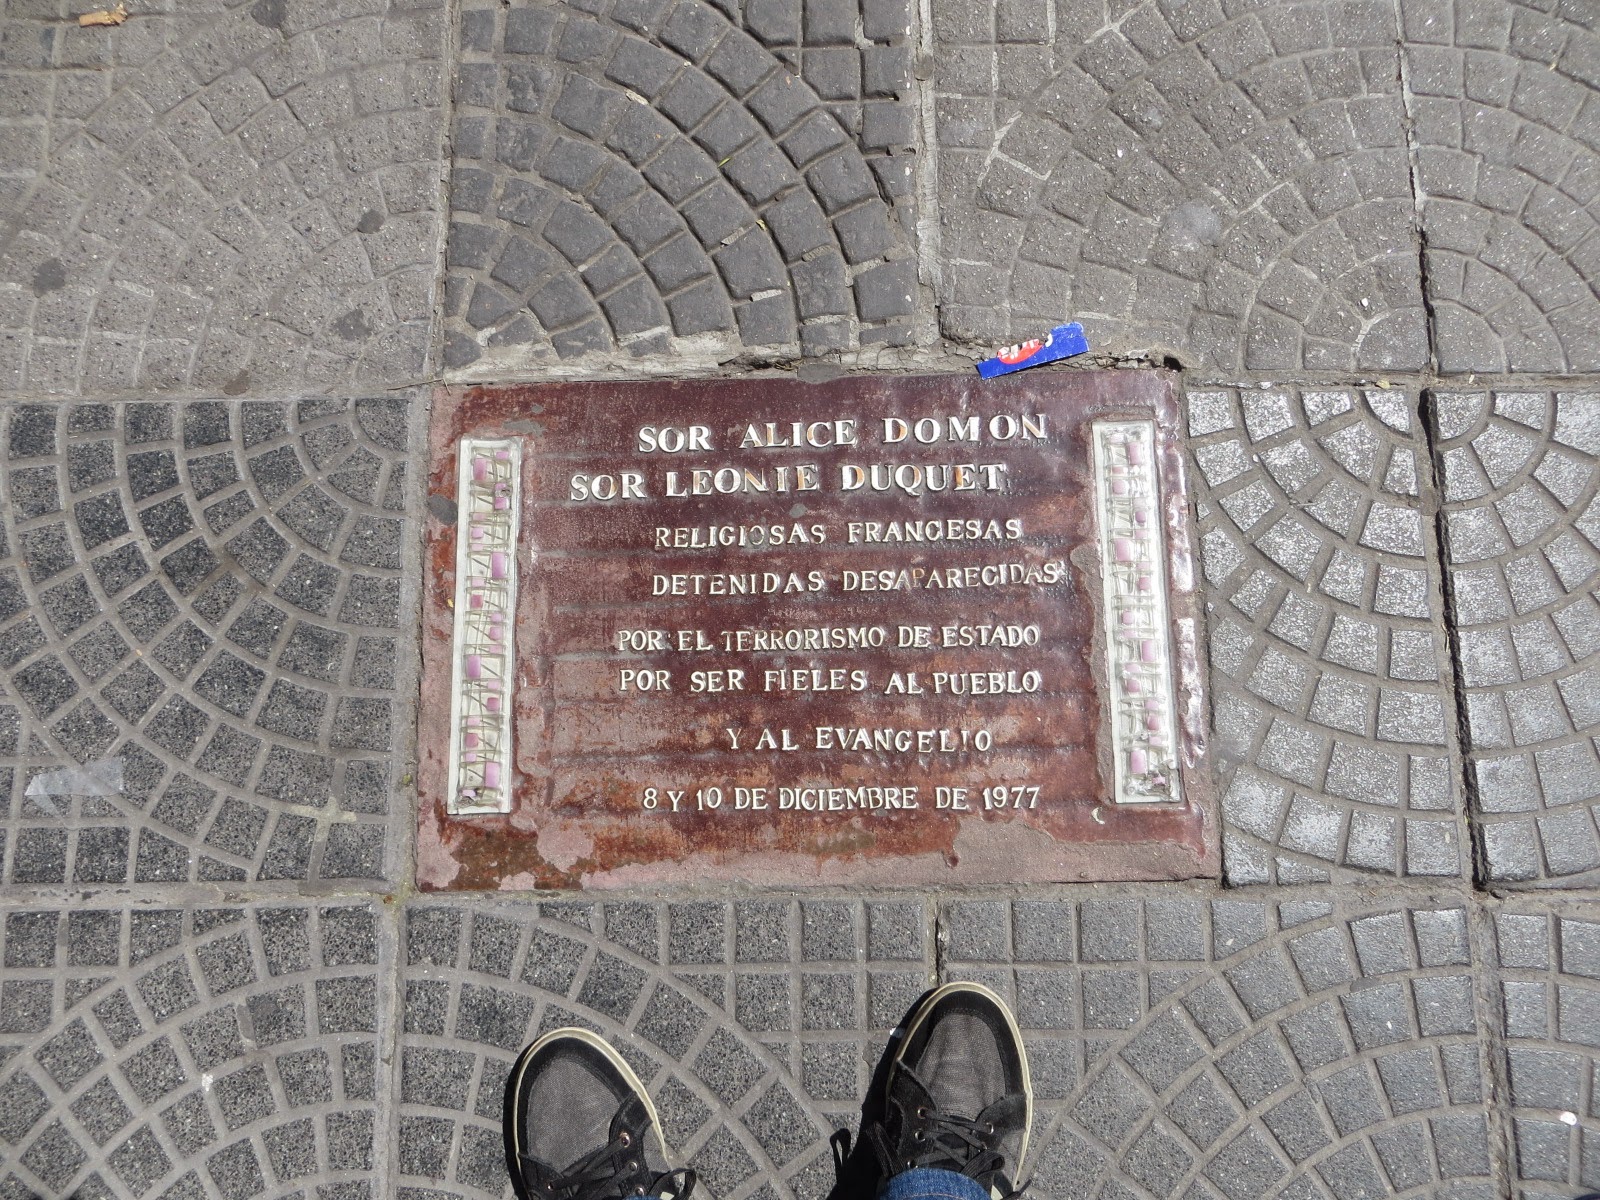 SOR ALICE DOMON
SOR LEONIE DUQUET
RELIGIOSAS FRANCESAS
DETENIDAS DESAPARECIDAS
POR EL TERRORISMO DE ESTADO
POR SER FIELES AL PUEBLO
Y AL EVANGELIO
8 Y 10 DE DICIEMBRE DE 1977